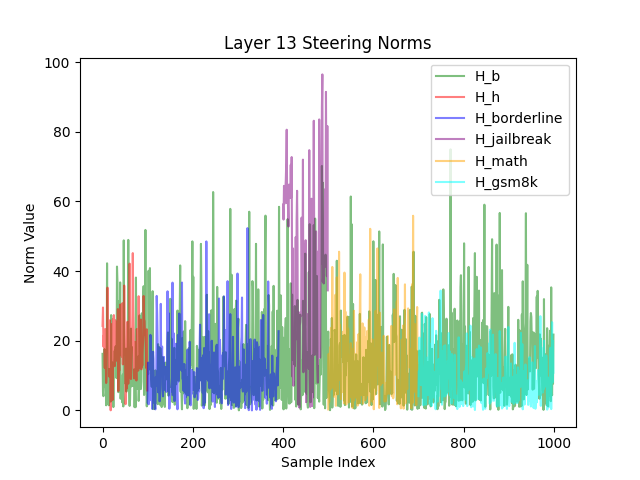 Layer 13 Steering Norms
100
80
60
40
20
0
Norm Value
H_b
H_h
H_borderline
H_jailbreak
H_math
H_gsm8k
0 200 400 600 800 1000
Sample Index